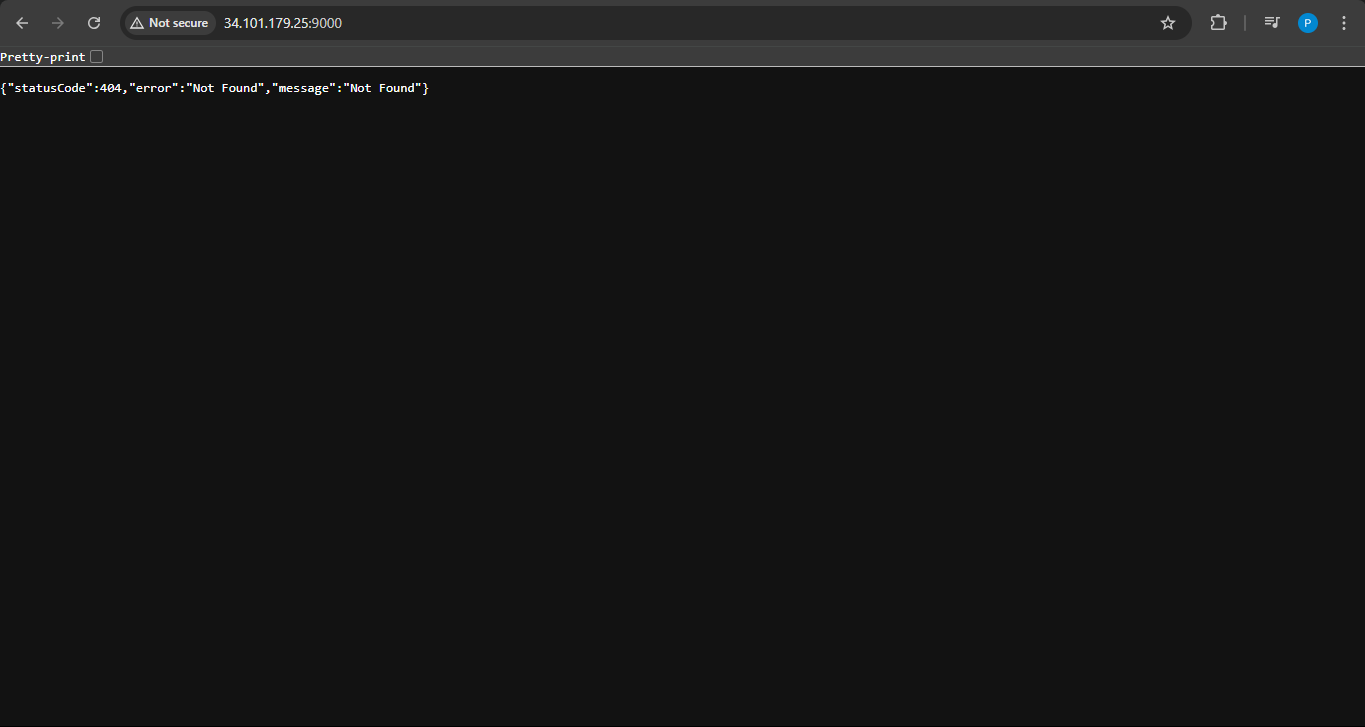 Not secure 34.101.179.25:9000 P
Pretty-print
{"statusCode":404,"error":"Not Found","message":"Not Found"}